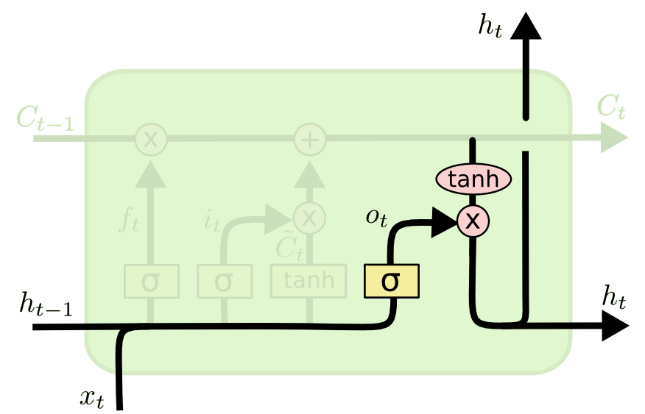 h_t
C_{t-1}
x
+
C_t
tanh
f_t
i_t
x
o_t
x
C̃_t
σ
σ
tanh
σ
h_{t-1}
h_t
x_t